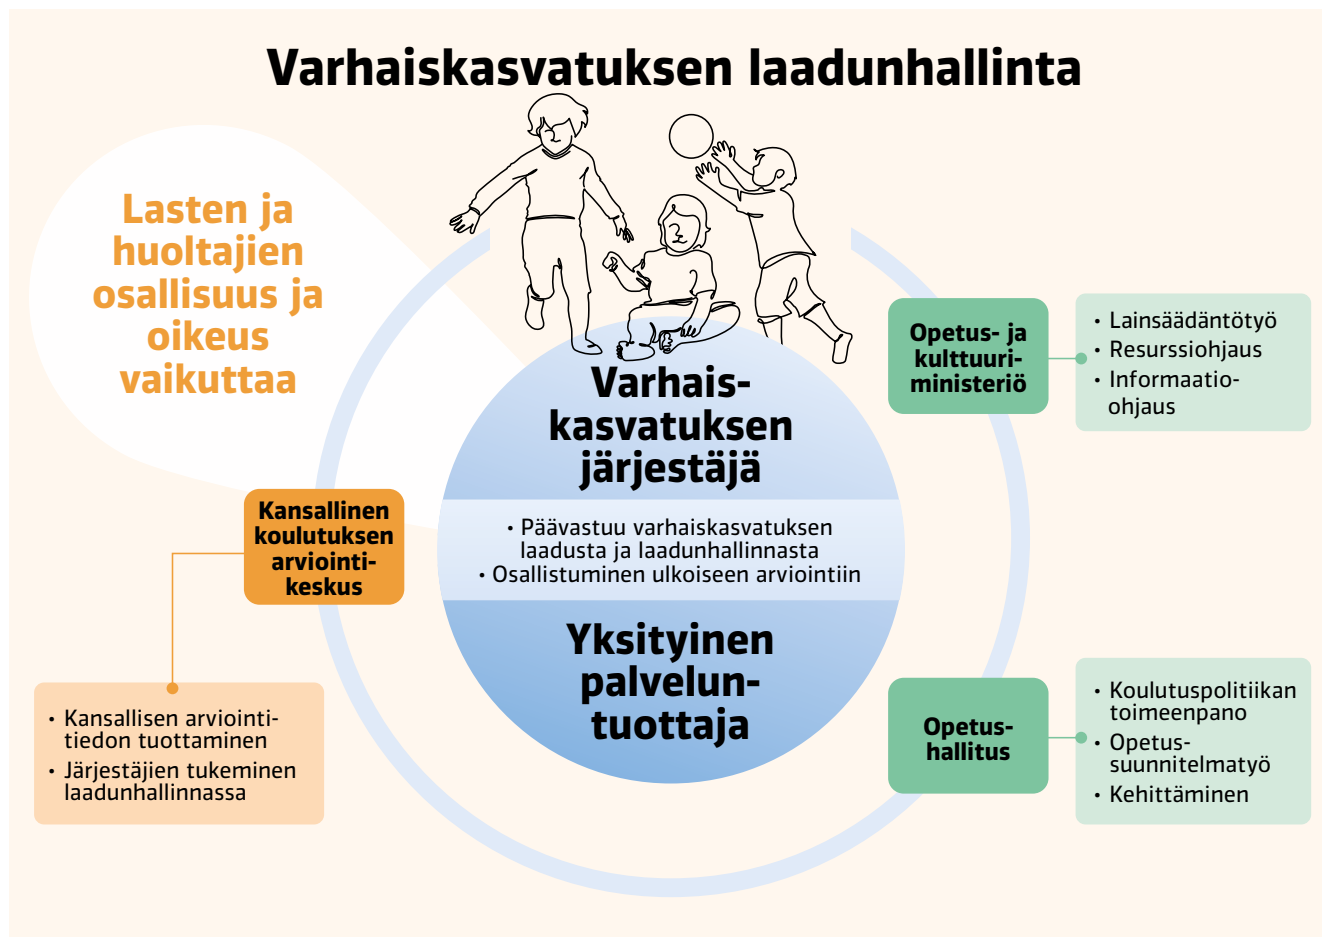 Varhaiskasvatuksen laadunhallinta
Lasten ja
huoltajien
osallisuus ja
oikeus
vaikuttaa
Varhais-
kasvatuksen
järjestäjä
• Päävastuu varhaiskasvatuksen
laadusta ja laadunhallinnasta
• Osallistuminen ulkoiseen arviointiin
Yksityinen
palvelun-
tuottaja
Opetus- ja
kulttuuri-
ministeriö
• Lainsäädäntötyö
• Resurssiohjaus
• Informaatio-
ohjaus
Kansallinen
koulutuksen
arviointi-
keskus
• Kansallisen arviointi-
tiedon tuottaminen
• Järjestäjien tukeminen
laadunhallinnassa
Opetus-
hallitus
• Koulutuspolitiikan
toimeenpano
• Opetus-
suunnitelmatyö
• Kehittäminen